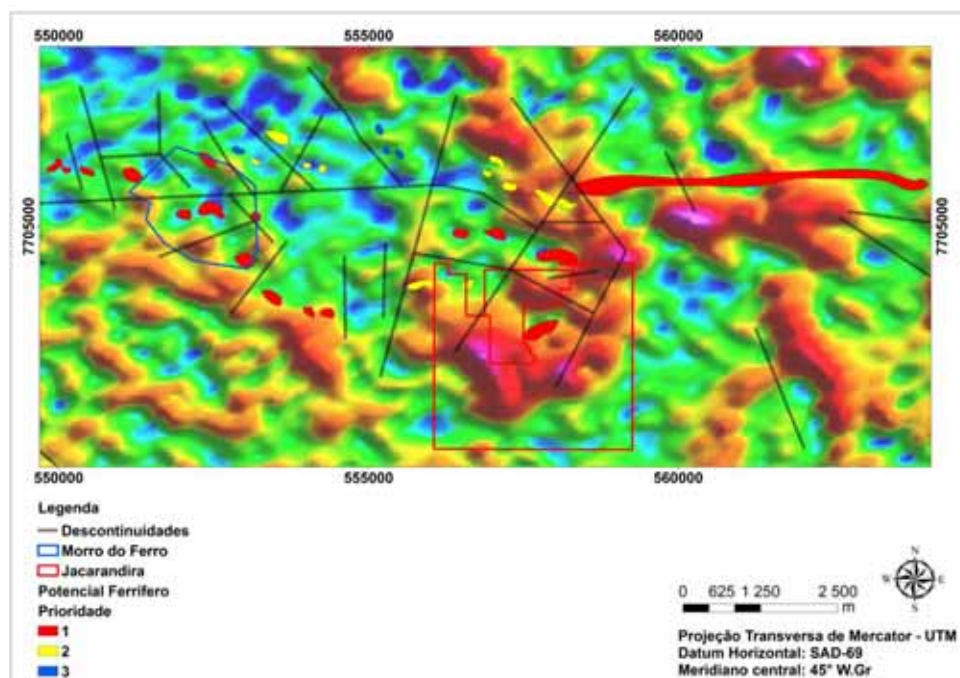 550000 555000 560000
7705000 7705000
550000 555000 560000
Legenda
Descontinuidades
Morro do Ferro
Jacarandira
Potencial Ferrífero
Prioridade
1
2
3
N
W E
S
0 625 1 250 2 500
m
Projeção Transversa de Mercator - UTM
Datum Horizontal: SAD-69
Meridiano central: 45° W.Gr